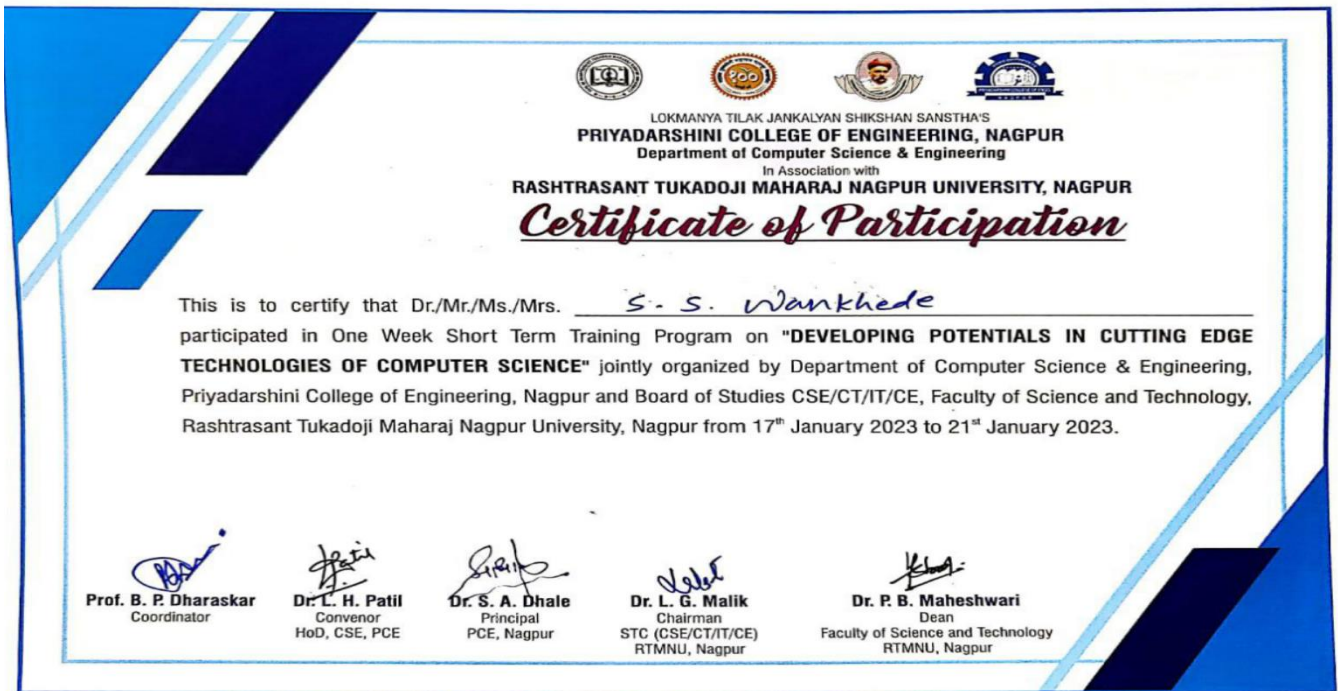 १००
LOKMANYA TILAK JANKALYAN SHIKSHAN SANSTHA'S
PRIYADARSHINI COLLEGE OF ENGINEERING, NAGPUR
Department of Computer Science & Engineering
In Association with
RASHTRASANT TUKADOJI MAHARAJ NAGPUR UNIVERSITY, NAGPUR
Certificate of Participation
This is to certify that Dr./Mr./Ms./Mrs. S. S. Wankhede
participated in One Week Short Term Training Program on "DEVELOPING POTENTIALS IN CUTTING EDGE
TECHNOLOGIES OF COMPUTER SCIENCE" jointly organized by Department of Computer Science & Engineering,
Priyadarshini College of Engineering, Nagpur and Board of Studies CSE/CT/IT/CE, Faculty of Science and Technology,
Rashtrasant Tukadoji Maharaj Nagpur University, Nagpur from 17th January 2023 to 21st January 2023.
Prof. B. P. Dharaskar
Coordinator
Dr. L. H. Patil
Convenor
HoD, CSE, PCE
Dr. S. A. Dhale
Principal
PCE, Nagpur
Dr. L. G. Malik
Chairman
STC (CSE/CT/IT/CE)
RTMNU, Nagpur
Dr. P. B. Maheshwari
Dean
Faculty of Science and Technology
RTMNU, Nagpur